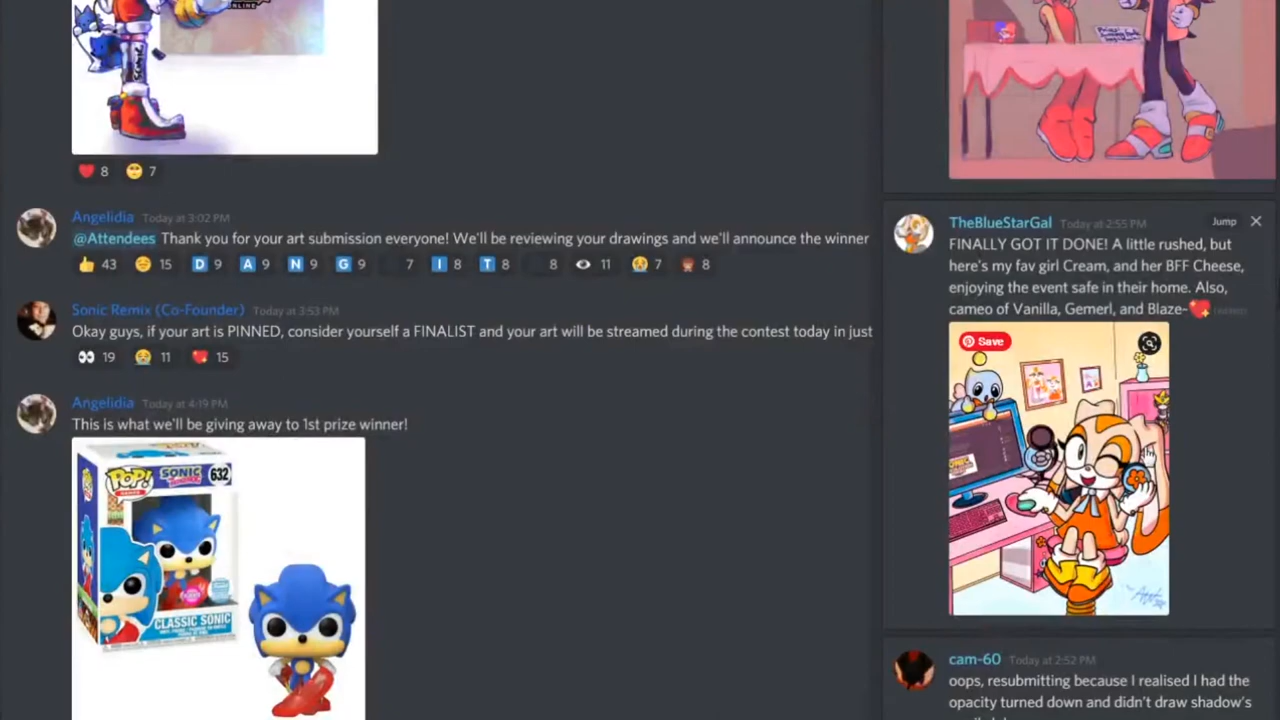 ONLINE
8
7
Angelidia Today at 3:02 PM
@Attendees Thank you for your art submission everyone! We'll be reviewing your drawings and we'll announce the winner
43 15 D 9 A 9 N 9 G 9 7 I 8 T 8 8 11 7 8
Sonic Remix (Co-Founder) Today at 3:53 PM
Okay guys, if your art is PINNED, consider yourself a FINALIST and your art will be streamed during the contest today in just
19 11 15
Angelidia Today at 4:19 PM
This is what we'll be giving away to 1st prize winner!
POP!
SONIC
632
CLASSIC SONIC
TheBlueStarGal Today at 2:55 PM Jump
FINALLY GOT IT DONE! A little rushed, but
here's my fav girl Cream, and her BFF Cheese,
enjoying the event safe in their home. Also,
cameo of Vanilla, Gemerl, and Blaze~ (edited)
Save
cam-60 Today at 2:52 PM
oops, resubmitting because I realised I had the
opacity turned down and didn't draw shadow's